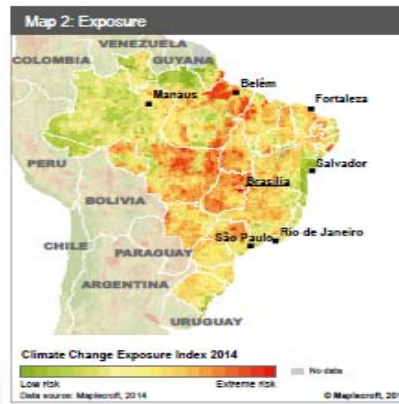 Map 2: Exposure
VENEZUELA
COLOMBIA
GUYANA
Manaus
Belém
Fortaleza
PERU
Salvador
Brasília
BOLIVIA
São Paulo
Rio de Janeiro
CHILE
PARAGUAY
ARGENTINA
URUGUAY
Climate Change Exposure Index 2014
No data
Low risk
Extreme risk
Data source: Maplecroft, 2014
© Maplecroft, 201